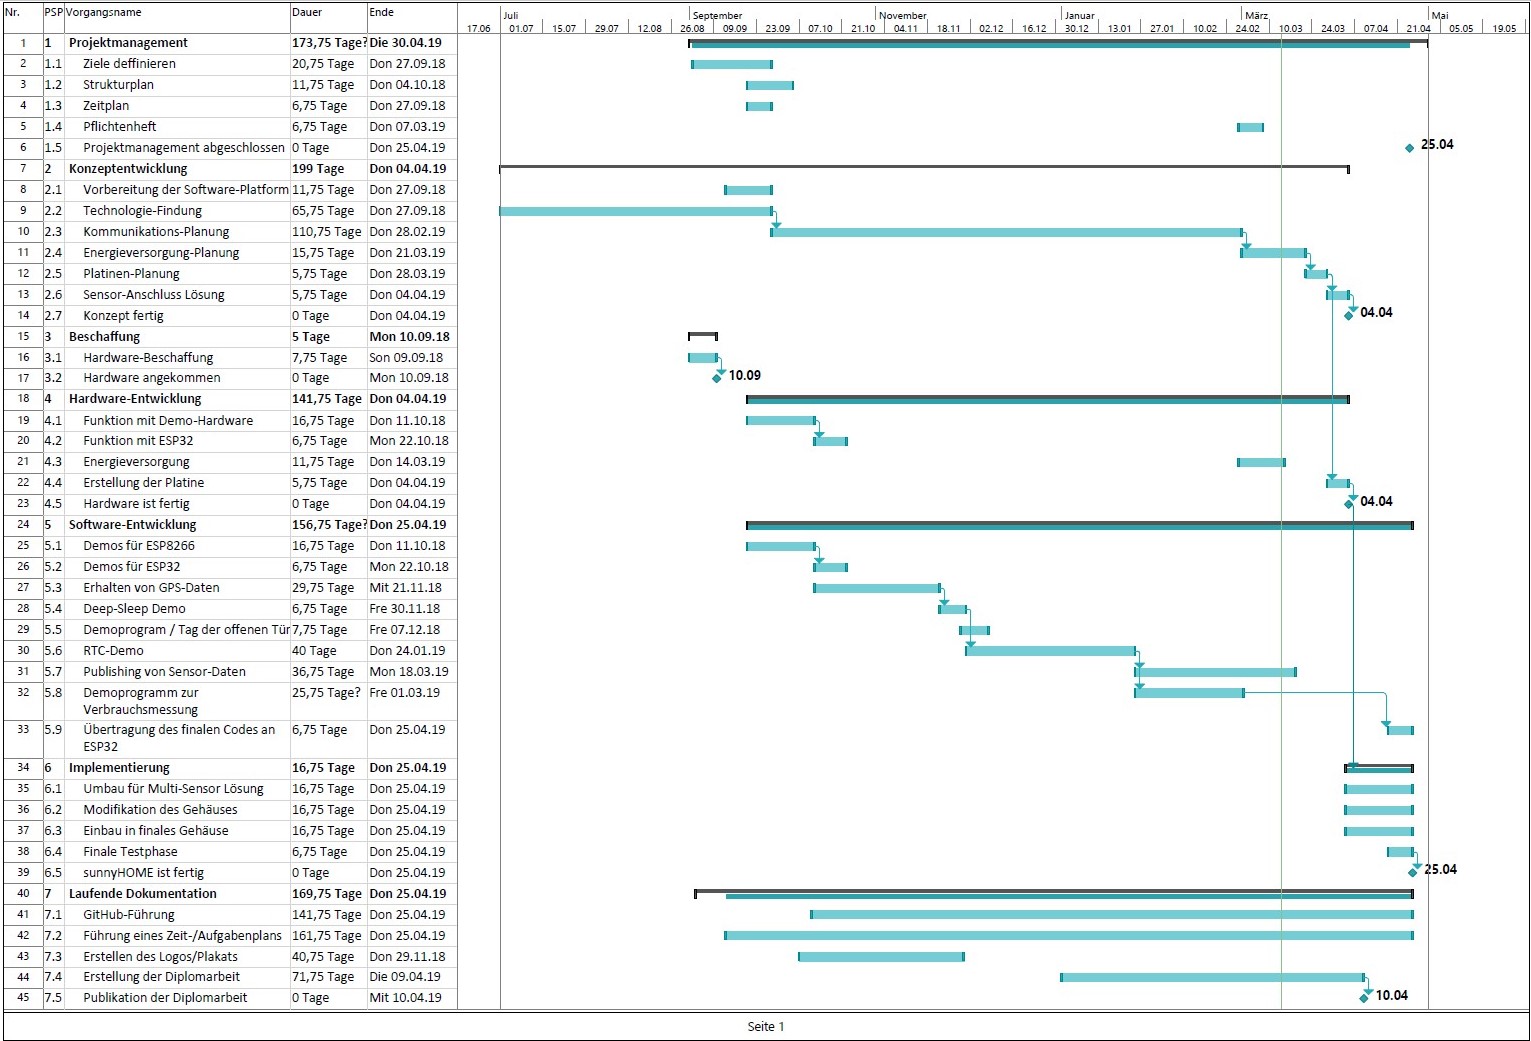 Nr. PSP Vorgangsname Dauer Ende
Juli September November Januar März Mai
17.06 01.07 15.07 29.07 12.08 26.08 09.09 23.09 07.10 21.10 04.11 18.11 02.12 16.12 30.12 13.01 27.01 10.02 24.02 10.03 24.03 07.04 21.04 05.05 19.05
1 1 Projektmanagement 173,75 Tage? Die 30.04.19
2 1.1 Ziele deffinieren 20,75 Tage Don 27.09.18
3 1.2 Strukturplan 11,75 Tage Don 04.10.18
4 1.3 Zeitplan 6,75 Tage Don 27.09.18
5 1.4 Pflichtenheft 6,75 Tage Don 07.03.19
6 1.5 Projektmanagement abgeschlossen 0 Tage Don 25.04.19 25.04
7 2 Konzeptentwicklung 199 Tage Don 04.04.19
8 2.1 Vorbereitung der Software-Platform 11,75 Tage Don 27.09.18
9 2.2 Technologie-Findung 65,75 Tage Don 27.09.18
10 2.3 Kommunikations-Planung 110,75 Tage Don 28.02.19
11 2.4 Energieversorgung-Planung 15,75 Tage Don 21.03.19
12 2.5 Platinen-Planung 5,75 Tage Don 28.03.19
13 2.6 Sensor-Anschluss Lösung 5,75 Tage Don 04.04.19
14 2.7 Konzept fertig 0 Tage Don 04.04.19 04.04
15 3 Beschaffung 5 Tage Mon 10.09.18
16 3.1 Hardware-Beschaffung 7,75 Tage Son 09.09.18
17 3.2 Hardware angekommen 0 Tage Mon 10.09.18 10.09
18 4 Hardware-Entwicklung 141,75 Tage Don 04.04.19
19 4.1 Funktion mit Demo-Hardware 16,75 Tage Don 11.10.18
20 4.2 Funktion mit ESP32 6,75 Tage Mon 22.10.18
21 4.3 Energieversorgung 11,75 Tage Don 14.03.19
22 4.4 Erstellung der Platine 5,75 Tage Don 04.04.19
23 4.5 Hardware ist fertig 0 Tage Don 04.04.19 04.04
24 5 Software-Entwicklung 156,75 Tage? Don 25.04.19
25 5.1 Demos für ESP8266 16,75 Tage Don 11.10.18
26 5.2 Demos für ESP32 6,75 Tage Mon 22.10.18
27 5.3 Erhalten von GPS-Daten 29,75 Tage Mit 21.11.18
28 5.4 Deep-Sleep Demo 6,75 Tage Fre 30.11.18
29 5.5 Demoprogram / Tag der offenen Tür 7,75 Tage Fre 07.12.18
30 5.6 RTC-Demo 40 Tage Don 24.01.19
31 5.7 Publishing von Sensor-Daten 36,75 Tage Mon 18.03.19
32 5.8 Demoprogramm zur 25,75 Tage? Fre 01.03.19
Verbrauchsmessung
33 5.9 Übertragung des finalen Codes an 6,75 Tage Don 25.04.19
ESP32
34 6 Implementierung 16,75 Tage Don 25.04.19
35 6.1 Umbau für Multi-Sensor Lösung 16,75 Tage Don 25.04.19
36 6.2 Modifikation des Gehäuses 16,75 Tage Don 25.04.19
37 6.3 Einbau in finales Gehäuse 16,75 Tage Don 25.04.19
38 6.4 Finale Testphase 6,75 Tage Don 25.04.19
39 6.5 sunnyHOME ist fertig 0 Tage Don 25.04.19 25.04
40 7 Laufende Dokumentation 169,75 Tage Don 25.04.19
41 7.1 GitHub-Führung 141,75 Tage Don 25.04.19
42 7.2 Führung eines Zeit-/Aufgabenplans 161,75 Tage Don 25.04.19
43 7.3 Erstellen des Logos/Plakats 40,75 Tage Don 29.11.18
44 7.4 Erstellung der Diplomarbeit 71,75 Tage Die 09.04.19
45 7.5 Publikation der Diplomarbeit 0 Tage Mit 10.04.19 10.04
Seite 1